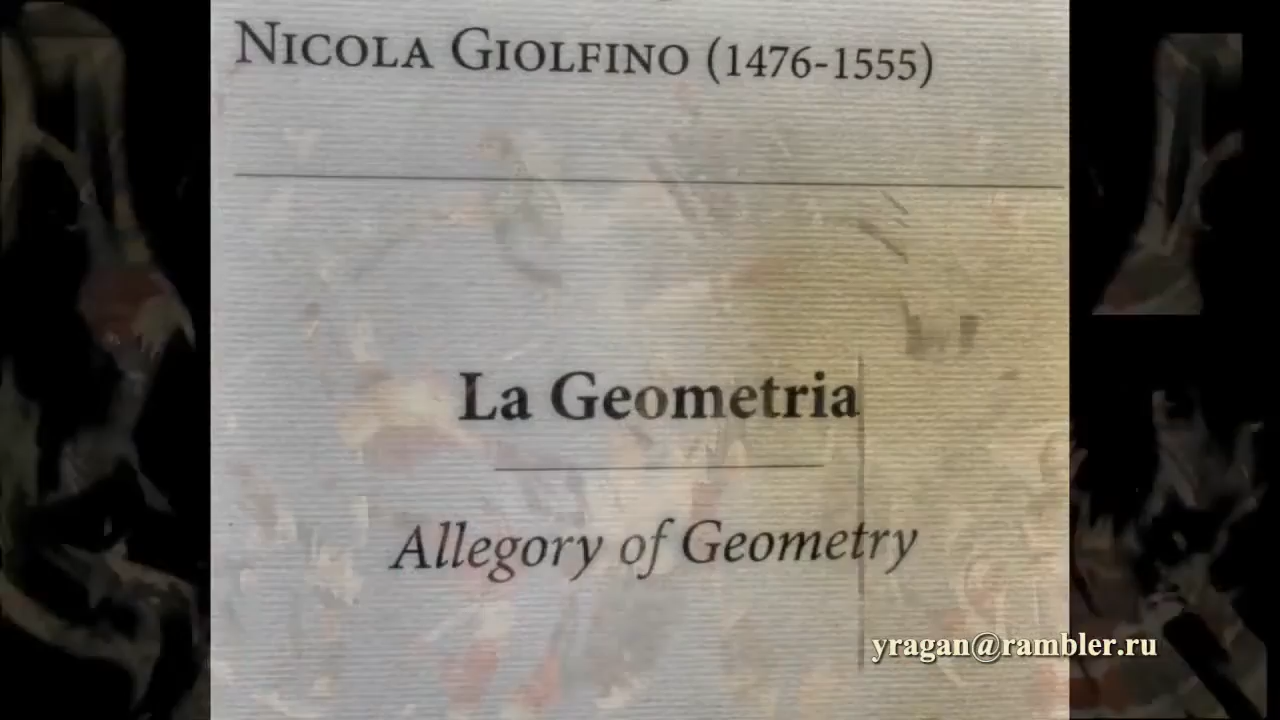 NICOLA GIOLFINO (1476-1555)
La Geometria
Allegory of Geometry
yragan@rambler.ru